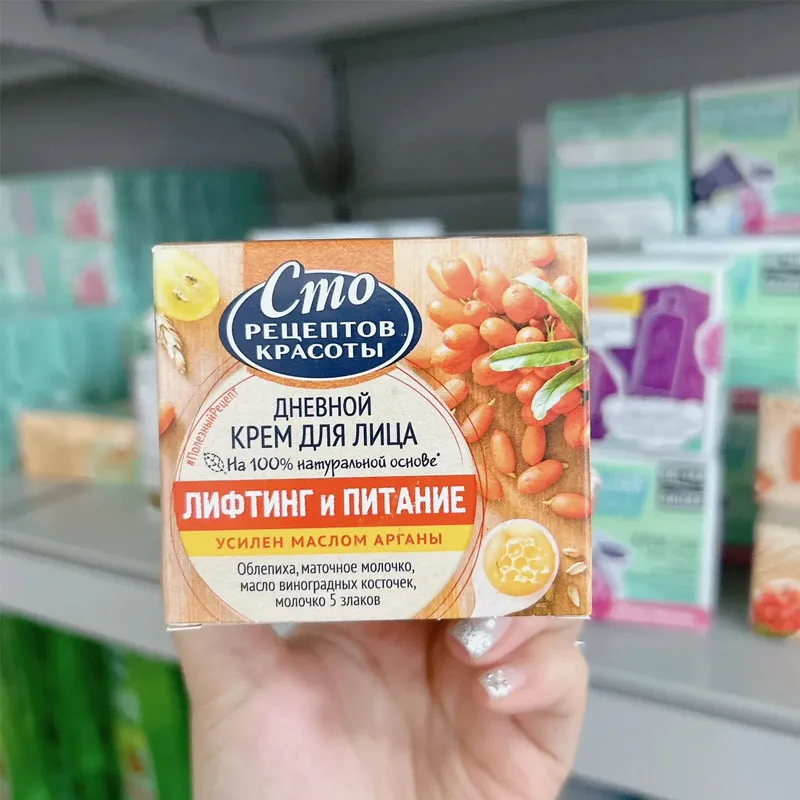 Сто
РЕЦЕПТОВ
КРАСОТЫ
#ПолезныйРецепт
ДНЕВНОЙ
КРЕМ ДЛЯ ЛИЦА
На 100% натуральной основе*
ЛИФТИНГ и ПИТАНИЕ
УСИЛЕН МАСЛОМ АРГАНЫ
Облепиха, маточное молочко,
масло виноградных косточек,
молочко 5 злаков